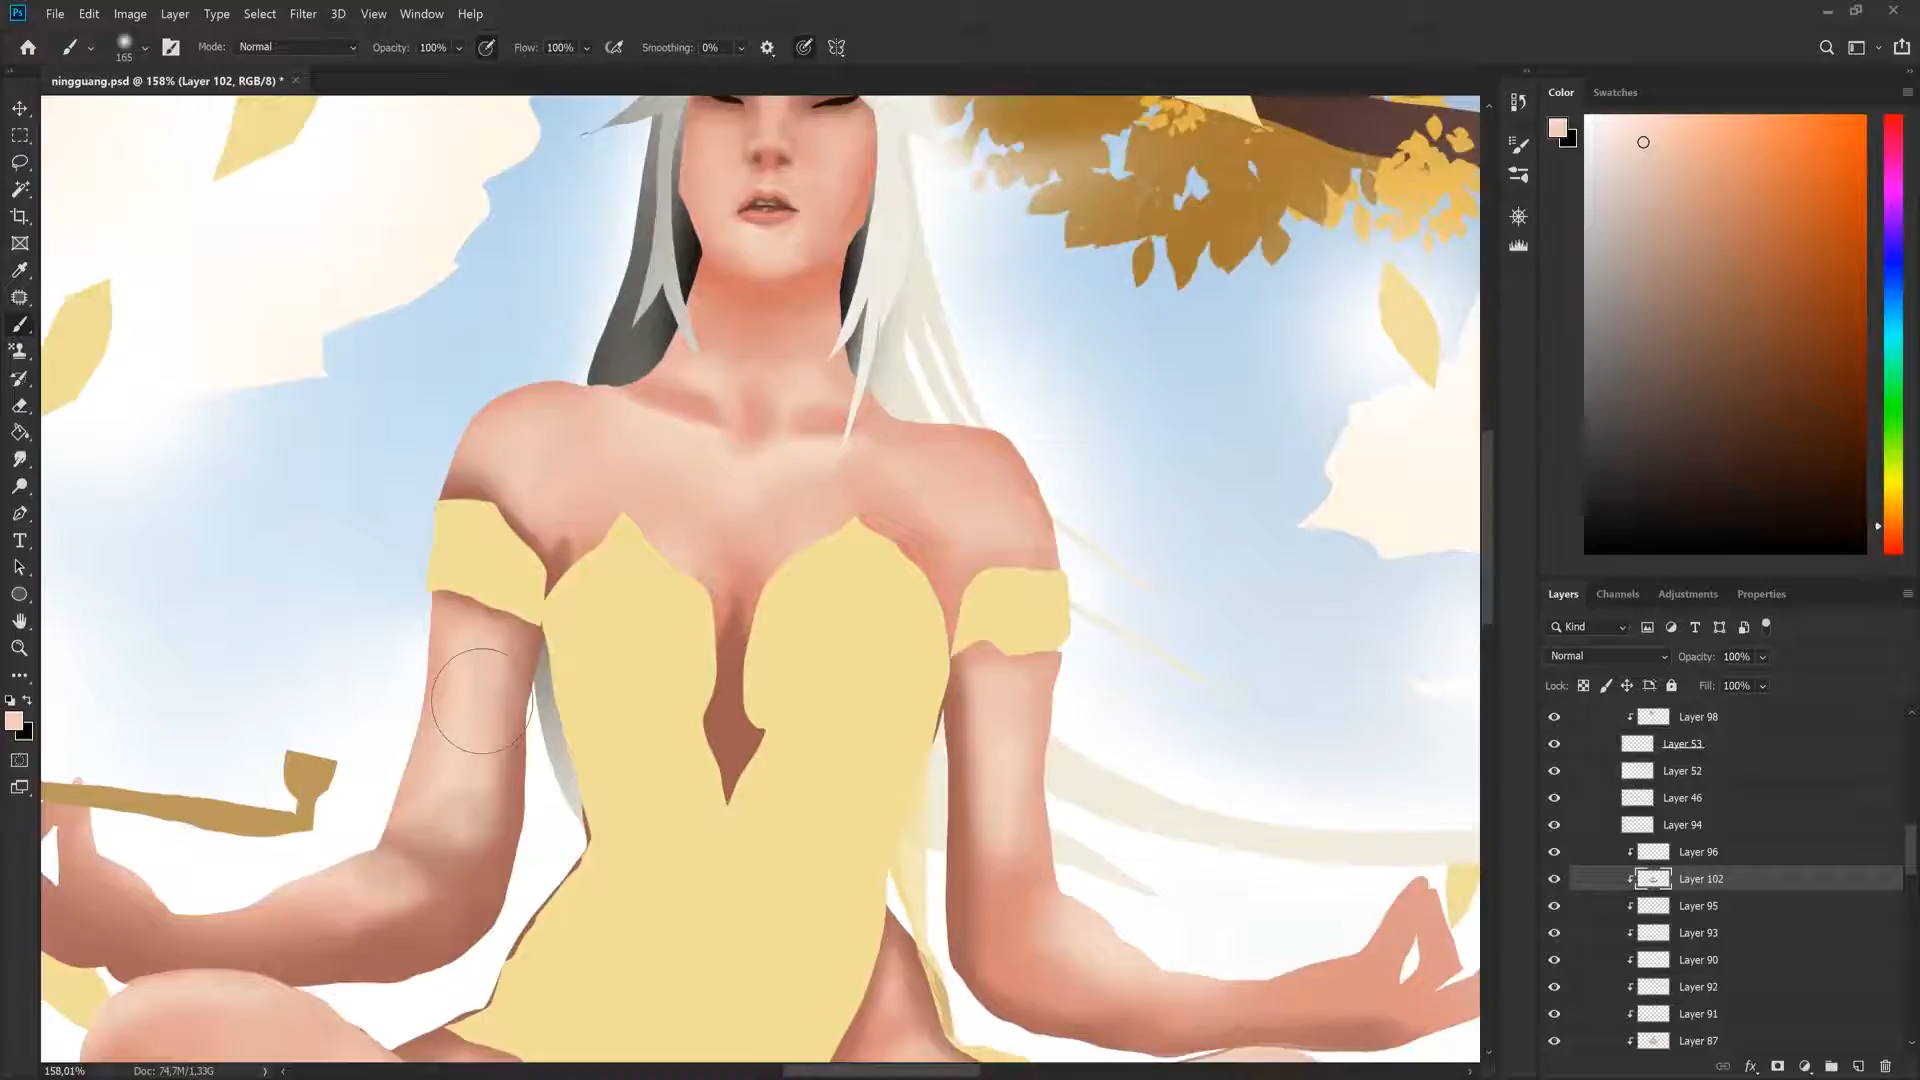 Ps File Edit Image Layer Type Select Filter 3D View Window Help
165 Mode: Normal Opacity: 100% Flow: 100% Smoothing: 0%
ningguang.psd @ 158% (Layer 102, RGB/8) *
Color Swatches
Layers Channels Adjustments Properties
Kind
Normal Opacity: 100%
Lock: Fill: 100%
Layer 98
Layer 53
Layer 52
Layer 46
Layer 94
Layer 96
Layer 102
Layer 95
Layer 93
Layer 90
Layer 92
Layer 91
Layer 87
158,01% Doc: 74,7M/1,33G